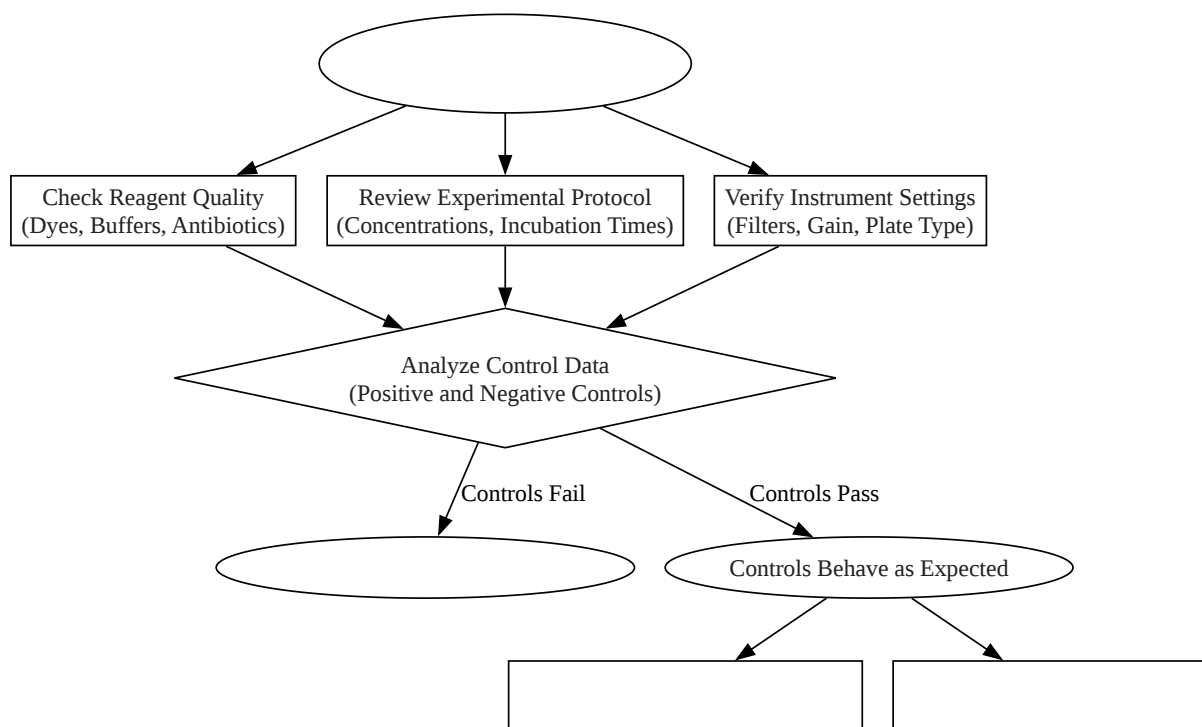 Check Reagent Quality
(Dyes, Buffers, Antibiotics)
Review Experimental Protocol
(Concentrations, Incubation Times)
Verify Instrument Settings
(Filters, Gain, Plate Type)
Analyze Control Data
(Positive and Negative Controls)
Controls Fail
Controls Pass
Controls Behave as Expected